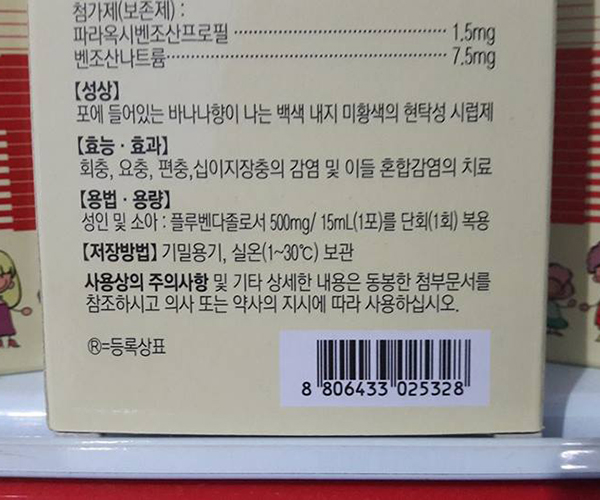 첨가제(보존제) :
파라옥시벤조산프로필 ········ 1.5mg
벤조산나트륨 ········ 7.5mg
【성상】
포에 들어있는 바나나향이 나는 백색 내지 미황색의 현탁성 시럽제
【효능·효과】
회충, 요충, 편충, 십이지장충의 감염 및 이들 혼합감염의 치료
【용법·용량】
성인 및 소아 : 플루벤다졸로서 500mg/ 15mL(1포)를 단회(1회) 복용
【저장방법】 기밀용기, 실온(1~30℃) 보관
사용상의 주의사항 및 기타 상세한 내용은 동봉한 첨부문서를
참조하시고 의사 또는 약사의 지시에 따라 사용하십시오.
®=등록상표
8 806433 025328